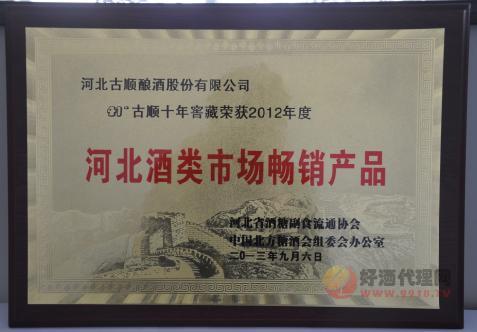 河北古顺酿酒股份有限公司
古顺十年窖藏荣获2012年度
河北酒类市场畅销产品
河北省酒糖副食流通协会
中国北方糖酒会组委会办公室
二〇一三年九月六日
好酒代理网
www.9918.TV